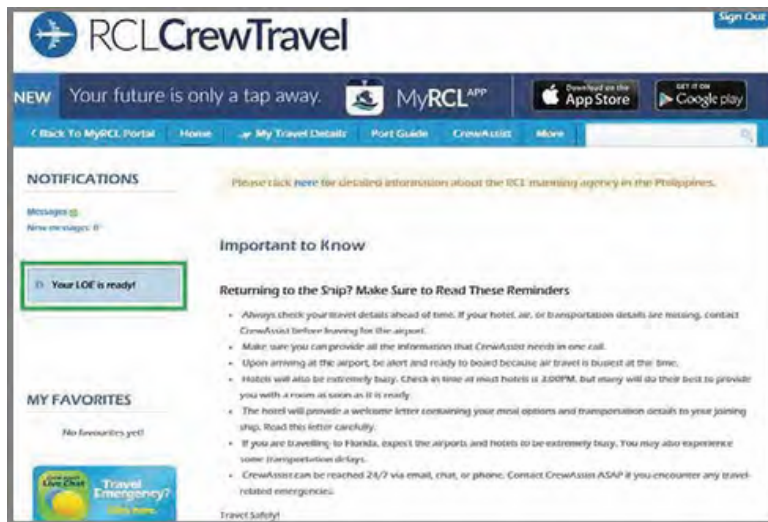 Sign Out
RCLCrewTravel
NEW Your future is only a tap away. MyRCL APP Download on the App Store GET IT ON Google play
< Back To MyRCL Portal Home My Travel Details Port Guide CrewAssist More
NOTIFICATIONS
Messages
New messages: 0
Your LOE is ready!
MY FAVORITES
No favourites yet!
Live Chat
Travel Emergency?
Click here.
Please click here for detailed information about the RCL manning agency in the Philippines.
Important to Know
Returning to the Ship? Make Sure to Read These Reminders
• Always check your travel details ahead of time. If your hotel, air, or transportation details are missing, contact
CrewAssist before leaving for the airport.
• Make sure you can provide all the information that CrewAssist needs in one call.
• Upon arriving at the airport, be alert and ready to board because air travel is busiest at this time.
• Hotels will also be extremely busy. Check-in time at most hotels is 3:00PM, but many will do their best to provide
you with a room as soon as it is ready.
• The hotel will provide a welcome letter containing your meal options and transportation details to your joining
ship. Read this letter carefully.
• If you are travelling to Florida, expect the airports and hotels to be extremely busy. You may also experience
some transportation delays.
• CrewAssist can be reached 24/7 via email, chat, or phone. Contact CrewAssist ASAP if you encounter any travel-
related emergencies.
Travel Safely!